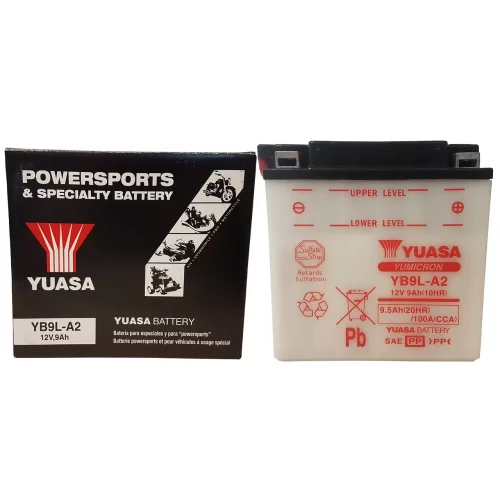 POWERSPORTS
& SPECIALTY BATTERY
YUASA
YB9L-A2
12V,9Ah
YUASA BATTERY
Batería para especiales y para "powersports"
Batterie powersports et pour véhicules á usage spécial
UPPER LEVEL
LOWER LEVEL
Sulfate
Stop
Retards
Sulfation
YUASA
YUMICRON
YB9L-A2
12V 9Ah(10HR)
9.5Ah(20HR)
/100A(CCA)
Pb
YUASA BATTERY
SAE PP >PP<